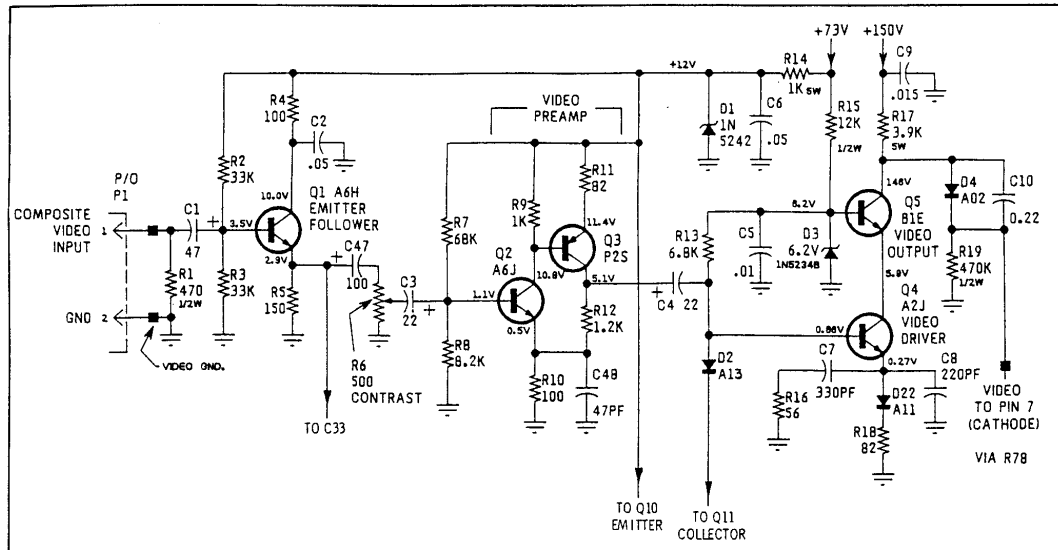 +73V
+150V
C9
.015
R14
1K 5W
+12V
R4
100
C2
.05
VIDEO
PREAMP
D1
1N
5242
C6
.05
R15
12K
1/2W
R17
3.9K
5W
R2
33K
R11
82
P/O
P1
COMPOSITE
VIDEO
INPUT
1
C1
+
47
10.0V
Q1 A6H
EMITTER
FOLLOWER
3.5V
2.9V
R9
1K
11.4V
Q3
P2S
10.8V
5.1V
148V
Q5
B1E
VIDEO
OUTPUT
D4
A02
C10
0.22
8.2V
R7
68K
Q2
A6J
R13
6.8K
C5
.01
D3
6.2V
1N5234B
R19
470K
1/2W
R1
470
1/2W
R3
33K
R5
150
+
C47
100
C3
+
22
1.1V
0.5V
R12
1.2K
+
C4 22
5.9V
Q4
A2J
VIDEO
DRIVER
0.86V
0.27V
GND
2
VIDEO GND.
R6
500
CONTRAST
R8
8.2K
R10
100
C48
47PF
D2
A13
C7
330PF
C8
220PF
R16
56
D22
A11
R18
82
VIDEO
TO PIN 7
(CATHODE)
VIA R78
TO C33
TO Q10
EMITTER
TO Q11
COLLECTOR